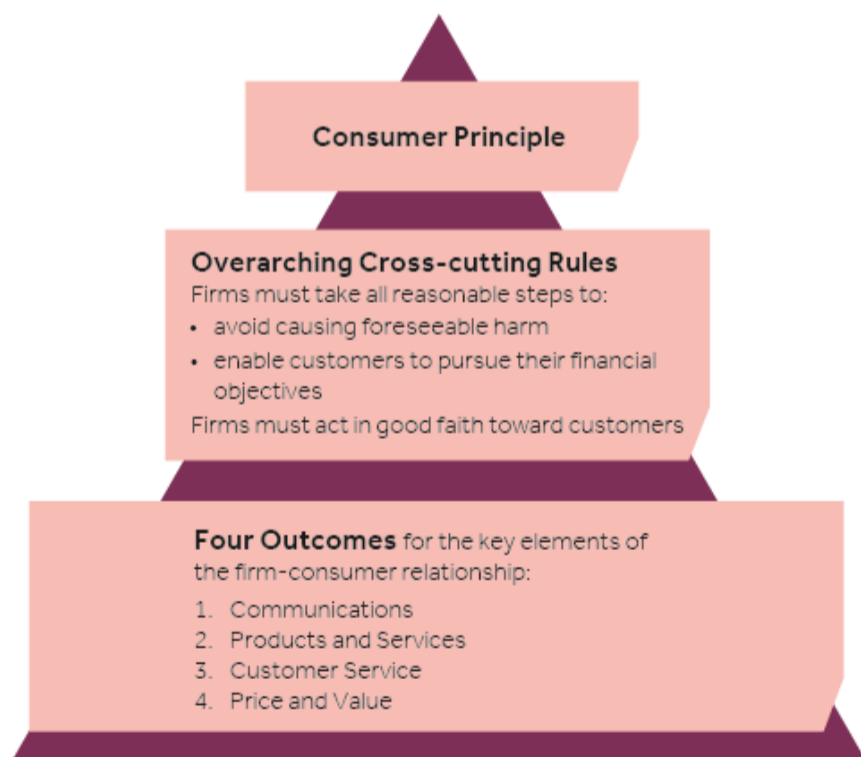 Consumer Principle
Overarching Cross-cutting Rules
Firms must take all reasonable steps to:
• avoid causing foreseeable harm
• enable customers to pursue their financial
objectives
Firms must act in good faith toward customers
Four Outcomes for the key elements of
the firm-consumer relationship:
1. Communications
2. Products and Services
3. Customer Service
4. Price and Value